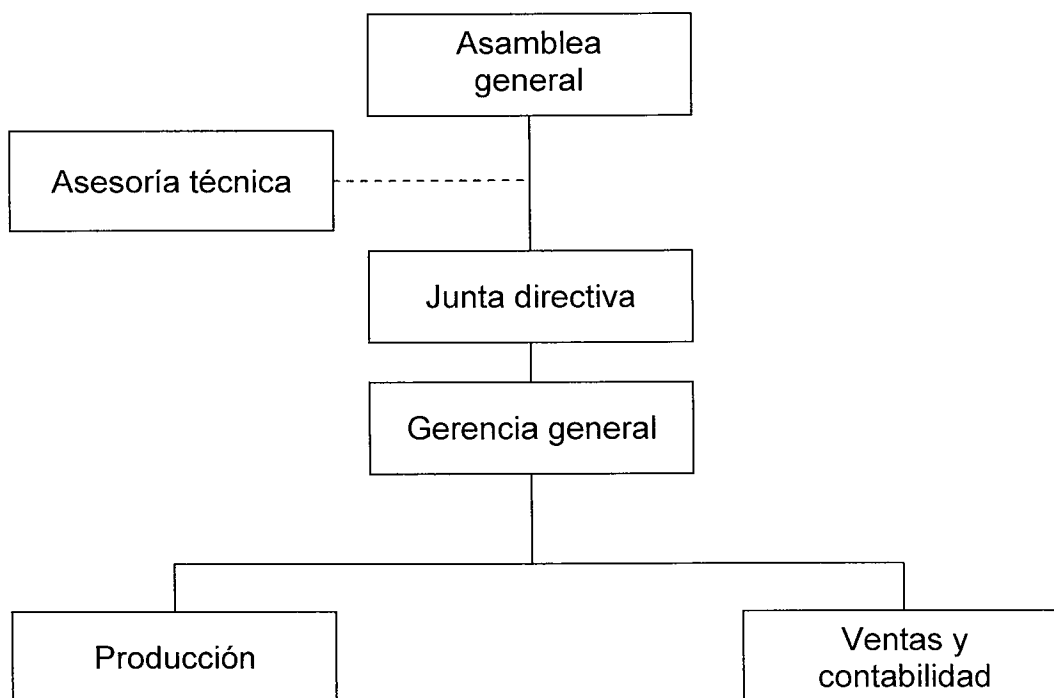 Asamblea
general
Asesoría técnica
Junta directiva
Gerencia general
Producción
Ventas y
contabilidad